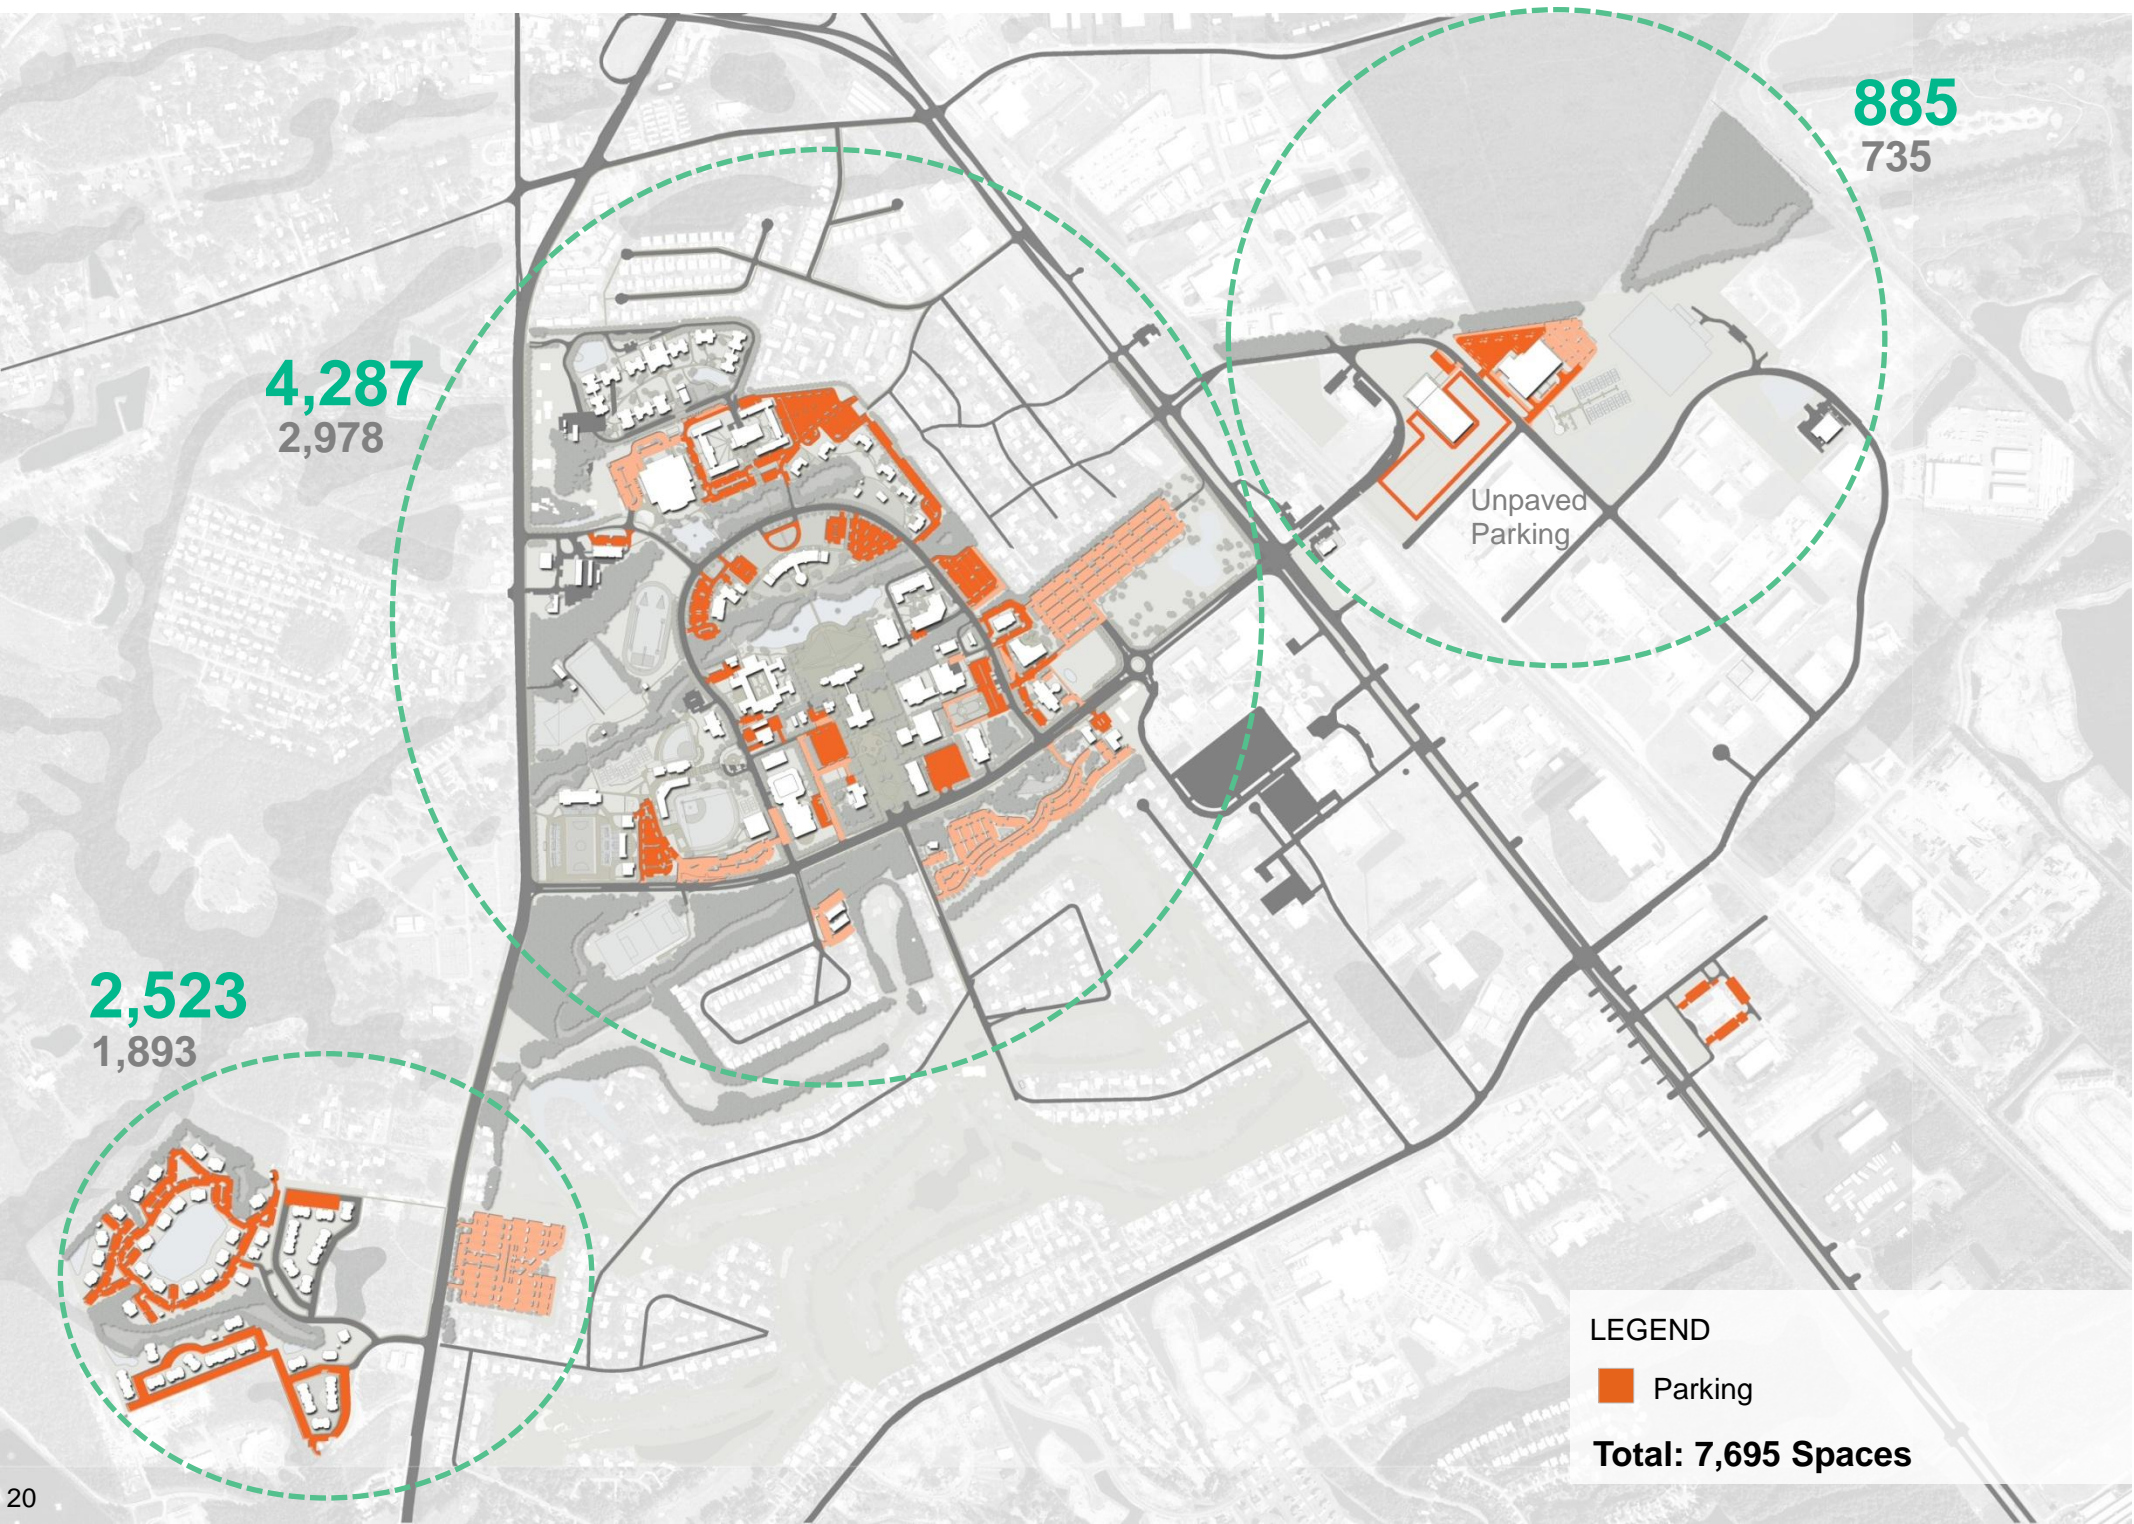 885
735
4,287
2,978
Unpaved
Parking
2,523
1,893
LEGEND
Parking
Total: 7,695 Spaces
20